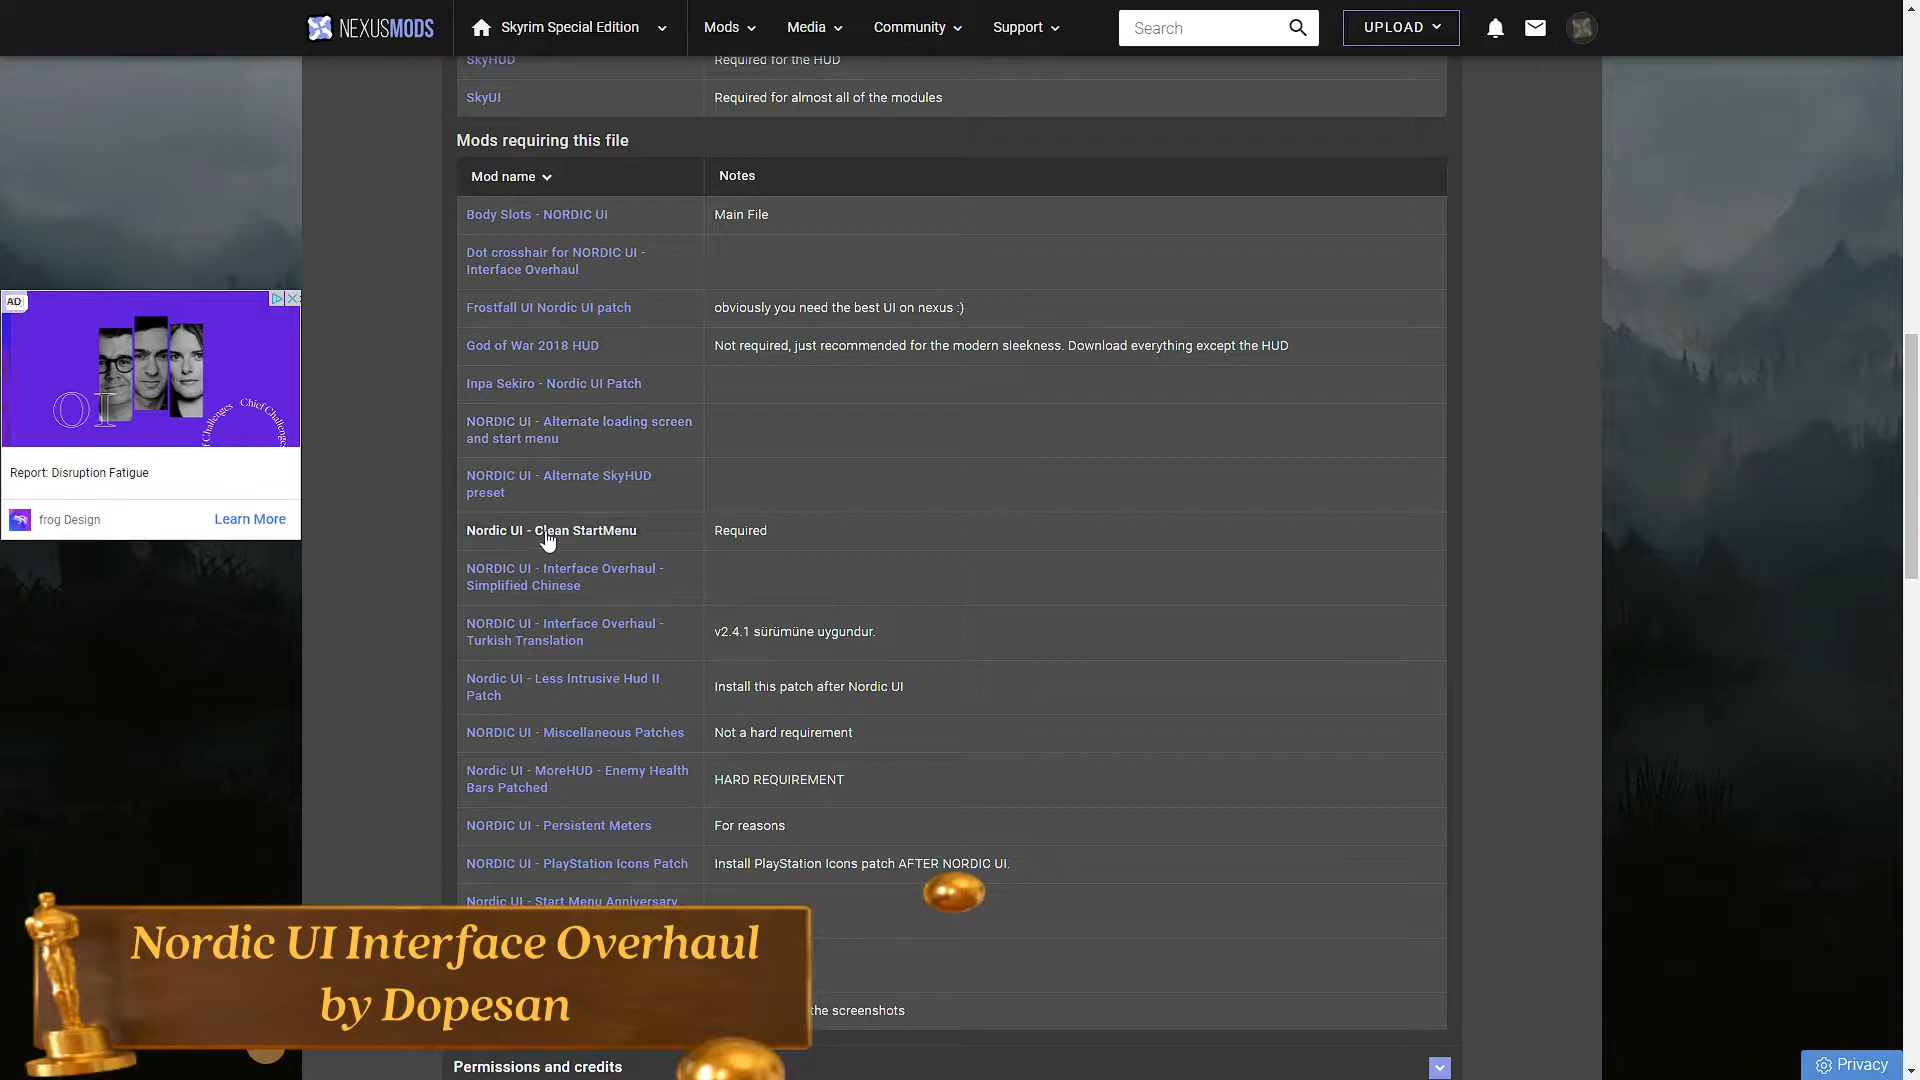 NEXUSMODS
Skyrim Special Edition
Mods
Media
Community
Support
Search
UPLOAD
SkyHUD
Required for the HUD
SkyUI
Required for almost all of the modules
Mods requiring this file
Mod name
Notes
Body Slots - NORDIC UI
Main File
Dot crosshair for NORDIC UI -
Interface Overhaul
Frostfall UI Nordic UI patch
obviously you need the best UI on nexus :)
God of War 2018 HUD
Not required, just recommended for the modern sleekness. Download everything except the HUD
Inpa Sekiro - Nordic UI Patch
NORDIC UI - Alternate loading screen
and start menu
NORDIC UI - Alternate SkyHUD
preset
Nordic UI - Clean StartMenu
Required
NORDIC UI - Interface Overhaul -
Simplified Chinese
NORDIC UI - Interface Overhaul -
Turkish Translation
v2.4.1 sürümüne uygundur.
Nordic UI - Less Intrusive Hud II
Patch
Install this patch after Nordic UI
NORDIC UI - Miscellaneous Patches
Not a hard requirement
Nordic UI - MoreHUD - Enemy Health
Bars Patched
HARD REQUIREMENT
NORDIC UI - Persistent Meters
For reasons
NORDIC UI - PlayStation Icons Patch
Install PlayStation Icons patch AFTER NORDIC UI.
Nordic UI - Start Menu Anniversary
the screenshots
Permissions and credits
AD
OI
Chief Challenges
Report: Disruption Fatigue
frog Design
Learn More
Nordic UI Interface Overhaul
by Dopesan
Privacy